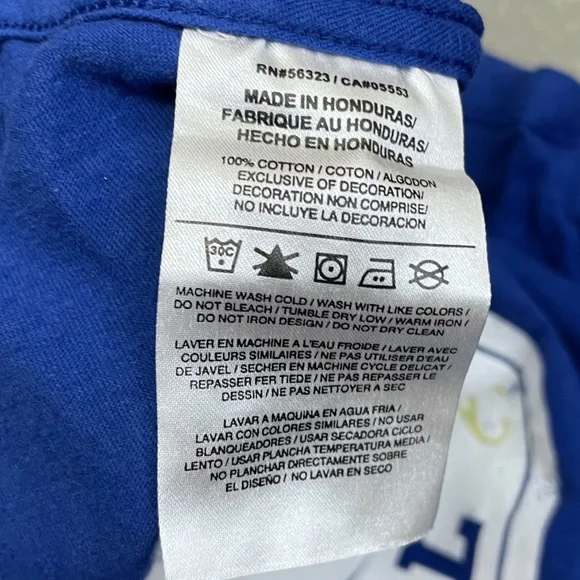 RN#56323 / CA#05553
MADE IN HONDURAS/
FABRIQUE AU HONDURAS/
HECHO EN HONDURAS
100% COTTON / COTON / ALGODON
EXCLUSIVE OF DECORATION/
DECORATION NON COMPRISE/
NO INCLUYE LA DECORACION
30C
MACHINE WASH COLD / WASH WITH LIKE COLORS /
DO NOT BLEACH / TUMBLE DRY LOW / WARM IRON /
DO NOT IRON DESIGN / DO NOT DRY CLEAN
LAVER EN MACHINE A L'EAU FROIDE / LAVER AVEC
COULEURS SIMILAIRES / NE PAS UTILISER D'EAU
DE JAVEL / SECHER EN MACHINE CYCLE DELICAT /
REPASSER FER TIEDE / NE PAS REPASSER LE
DESSIN / NE PAS NETTOYER A SEC
LAVAR A MAQUINA EN AGUA FRIA /
LAVAR CON COLORES SIMILARES / NO USAR
BLANQUEADORES / USAR SECADORA CICLO
LENTO / USAR PLANCHA TEMPERATURA MEDIA /
NO PLANCHAR DIRECTAMENTE SOBRE
EL DISEÑO / NO LAVAR EN SECO
L